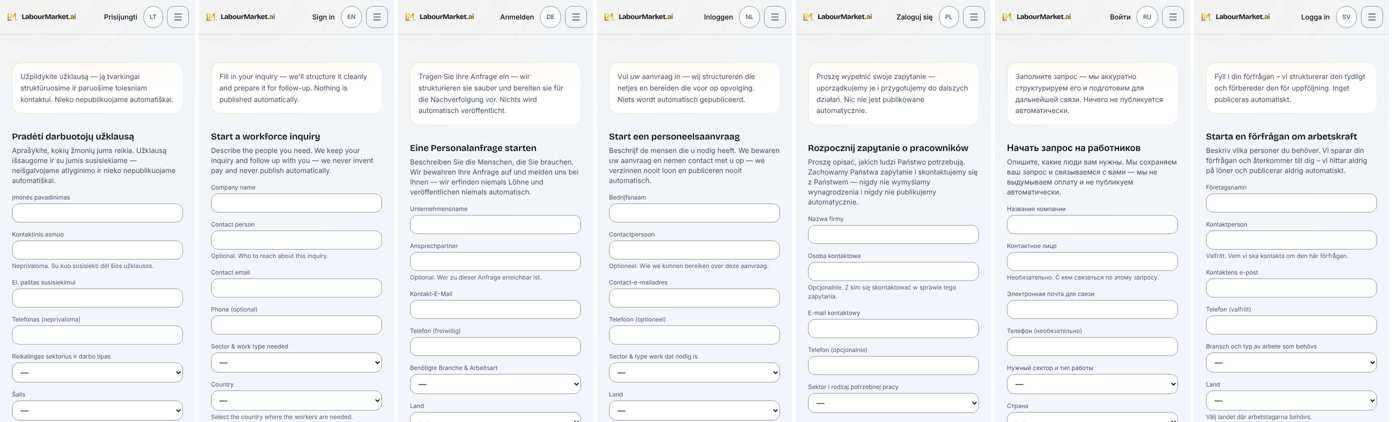 LabourMarket.ai
Prisijungti
LT
Užpildykite užklausą — ją tvarkingai
struktūruosime ir paruošime tolesniam
kontaktui. Nieko nepublikuojame automatiškai.
Pradėti darbuotojų užklausą
Aprašykite, kokių žmonių jums reikia. Užklausą
išsaugome ir su jumis susisiekiame —
neišgalvojame atlyginimo ir nieko nepublikuojame
automatiškai.
Įmonės pavadinimas
Kontaktinis asmuo
Neprivaloma. Su kuo susisiekti dėl šios užklausos.
El. paštas susisiekimui
Telefonas (neprivaloma)
Reikalingas sektorius ir darbo tipas
—
Šalis
—
LabourMarket.ai
Sign in
EN
Fill in your inquiry — we'll structure it cleanly
and prepare it for follow-up. Nothing is
published automatically.
Start a workforce inquiry
Describe the people you need. We keep your
inquiry and follow up with you — we never invent
pay and never publish automatically.
Company name
Contact person
Optional. Who to reach about this inquiry.
Contact email
Phone (optional)
Sector & work type needed
—
Country
—
Select the country where the workers are needed.
LabourMarket.ai
Anmelden
DE
Tragen Sie Ihre Anfrage ein — wir
strukturieren sie sauber und bereiten sie für
die Nachverfolgung vor. Nichts wird
automatisch veröffentlicht.
Eine Personalanfrage starten
Beschreiben Sie die Menschen, die Sie brauchen.
Wir bewahren Ihre Anfrage auf und melden uns bei
Ihnen — wir erfinden niemals Löhne und
veröffentlichen niemals automatisch.
Unternehmensname
Ansprechpartner
Optional. Wer zu dieser Anfrage erreichbar ist.
Kontakt-E-Mail
Telefon (freiwillig)
Benötigte Branche & Arbeitsart
—
Land
LabourMarket.ai
Inloggen
NL
Vul uw aanvraag in — wij structureren die
netjes en bereiden die voor op opvolging.
Niets wordt automatisch gepubliceerd.
Start een personeelsaanvraag
Beschrijf de mensen die u nodig heeft. We bewaren
uw aanvraag en nemen contact met u op — we
verzinnen nooit loon en publiceren nooit
automatisch.
Bedrijfsnaam
Contactpersoon
Optioneel. Wie we kunnen bereiken over deze aanvraag.
Contact-e-mailadres
Telefoon (optioneel)
Sector & type werk dat nodig is
—
Land
—
LabourMarket.ai
Zaloguj się
PL
Proszę wypełnić swoje zapytanie —
uporządkujemy je i przygotujemy do dalszych
działań. Nic nie jest publikowane
automatycznie.
Rozpocznij zapytanie o pracowników
Proszę opisać, jakich ludzi Państwo potrzebują.
Zachowamy Państwa zapytanie i skontaktujemy się
z Państwem — nigdy nie wymyślamy
wynagrodzenia i nigdy nie publikujemy
automatycznie.
Nazwa firmy
Osoba kontaktowa
Opcjonalnie. Z kim się skontaktować w sprawie tego
zapytania.
E-mail kontaktowy
Telefon (opcjonalnie)
Sektor i rodzaj potrzebnej pracy
—
LabourMarket.ai
Войти
RU
Заполните запрос — мы аккуратно
структурируем его и подготовим для
дальнейшей связи. Ничего не публикуется
автоматически.
Начать запрос на работников
Опишите, какие люди вам нужны. Мы сохраняем
ваш запрос и связываемся с вами — мы не
выдумываем оплату и не публикуем
автоматически.
Название компании
Контактное лицо
Необязательно. С кем связаться по этому запросу.
Электронная почта для связи
Телефон (необязательно)
Нужный сектор и тип работы
—
Страна
LabourMarket.ai
Logga in
SV
Fyll i din förfrågan – vi strukturerar den tydligt
och förbereder den för uppföljning. Inget
publiceras automatiskt.
Starta en förfrågan om arbetskraft
Beskriv vilka personer du behöver. Vi sparar din
förfrågan och återkommer till dig – vi hittar aldrig
på löner och publicerar aldrig automatiskt.
Företagsnamn
Kontaktperson
Valfritt. Vem vi ska kontakta om den här förfrågan.
Kontaktens e-post
Telefon (valfritt)
Bransch och typ av arbete som behövs
—
Land
—
Välj landet där arbetstagarna behövs.